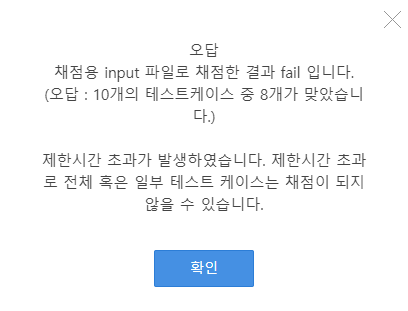 오답
채점용 input 파일로 채점한 결과 fail 입니다.
(오답 : 10개의 테스트케이스 중 8개가 맞았습니
다.)
제한시간 초과가 발생하였습니다. 제한시간 초과
로 전체 혹은 일부 테스트 케이스는 채점이 되지
않을 수 있습니다.
확인